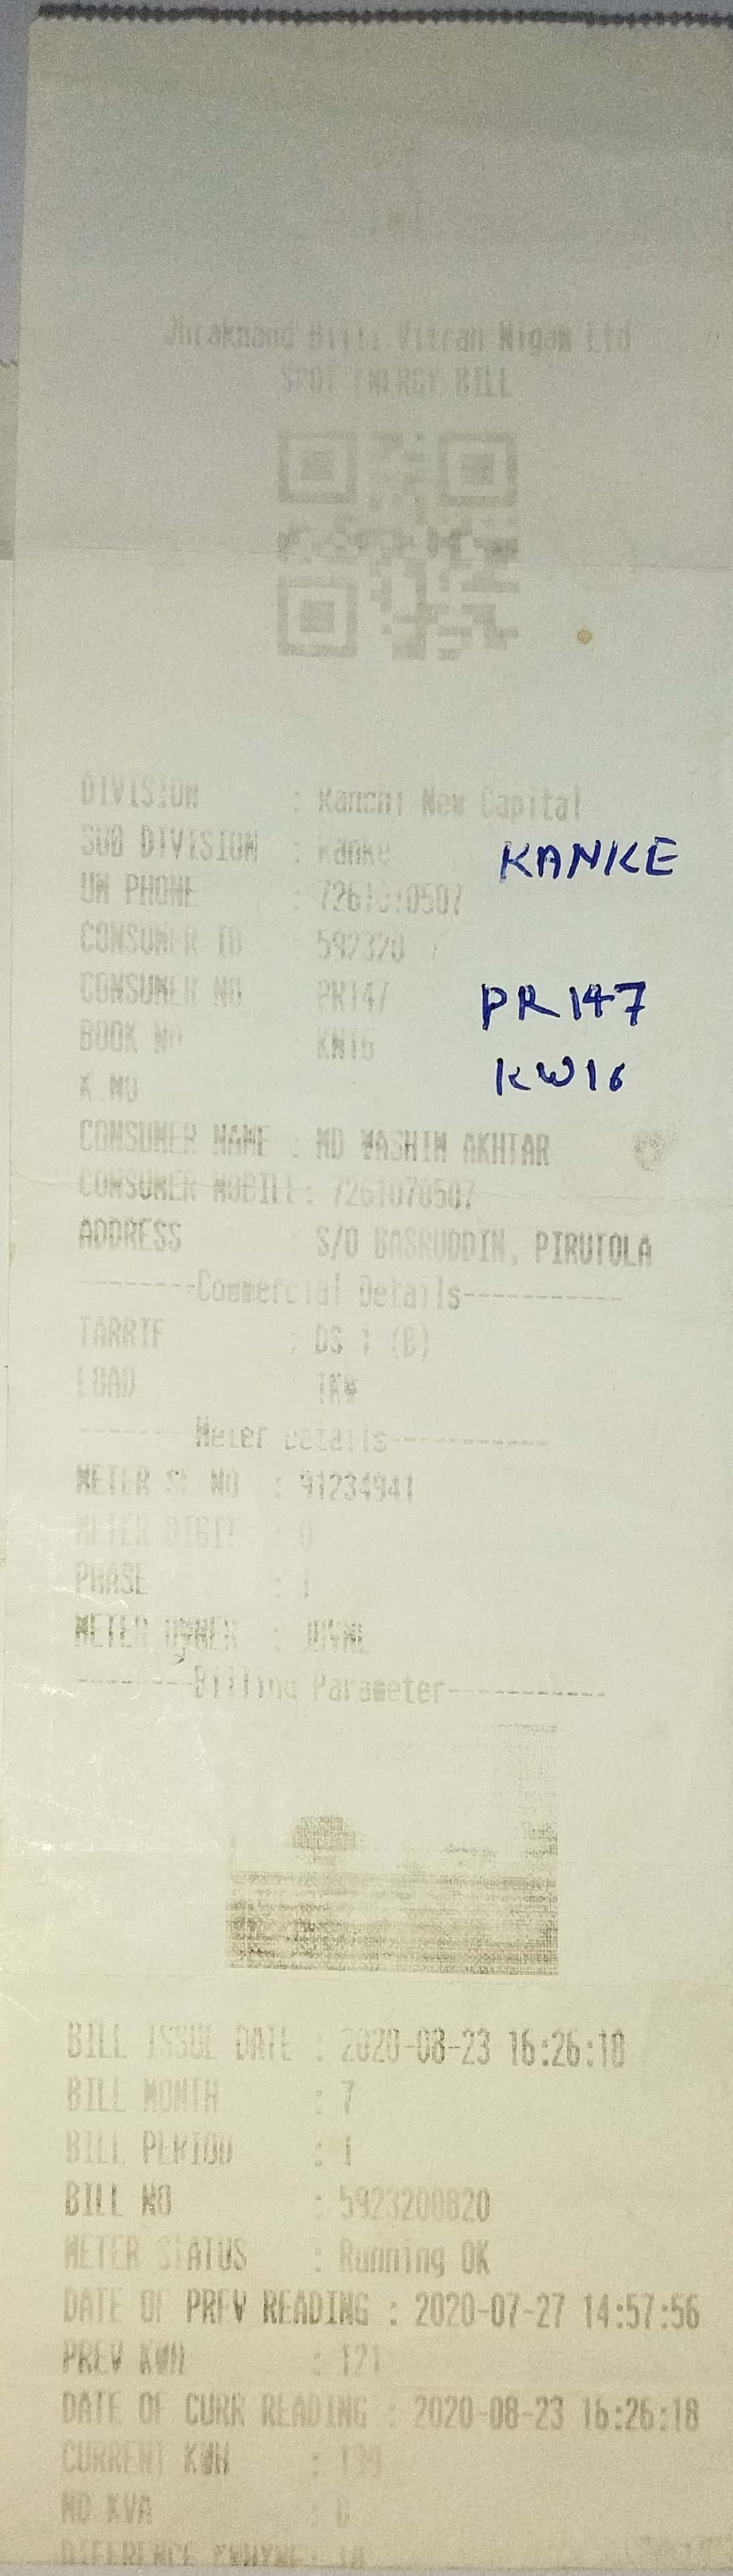 Jharkhand Bijli Vitran Nigam Ltd
SPOT ENERGY BILL
DIVISION : Ranchi New Capital
SUB DIVISION : Kanke KANKE
UN PHONE : 7261070507
CONSUMER ID : 592320
CONSUMER NO : PR147 PR147
BOOK NO : KW16 KW16
K NO
CONSUMER NAME : MD WASHIM AKHTAR
CONSUMER MOBILE: 7261070507
ADDRESS : S/O BASRUDDIN, PIRUTOLA
--------Commercial Details-----------
TARRIF : DS 1 (B)
LOAD 1KW
--------Meter Details-----------
METER SL NO : 91234941
METER DIGIT : 0
PHASE : 1
METER OWNER : JBVNL
--------Billing Parameter-----------
BILL ISSUE DATE : 2020-08-23 16:26:18
BILL MONTH : 7
BILL PERIOD : 1
BILL NO : 5923200820
METER STATUS : Running OK
DATE OF PREV READING : 2020-07-27 14:57:56
PREV KWH : 121
DATE OF CURR READING : 2020-08-23 16:26:18
CURRENT KWH : 139
MD KVA : 0
DIFERENCE : 18